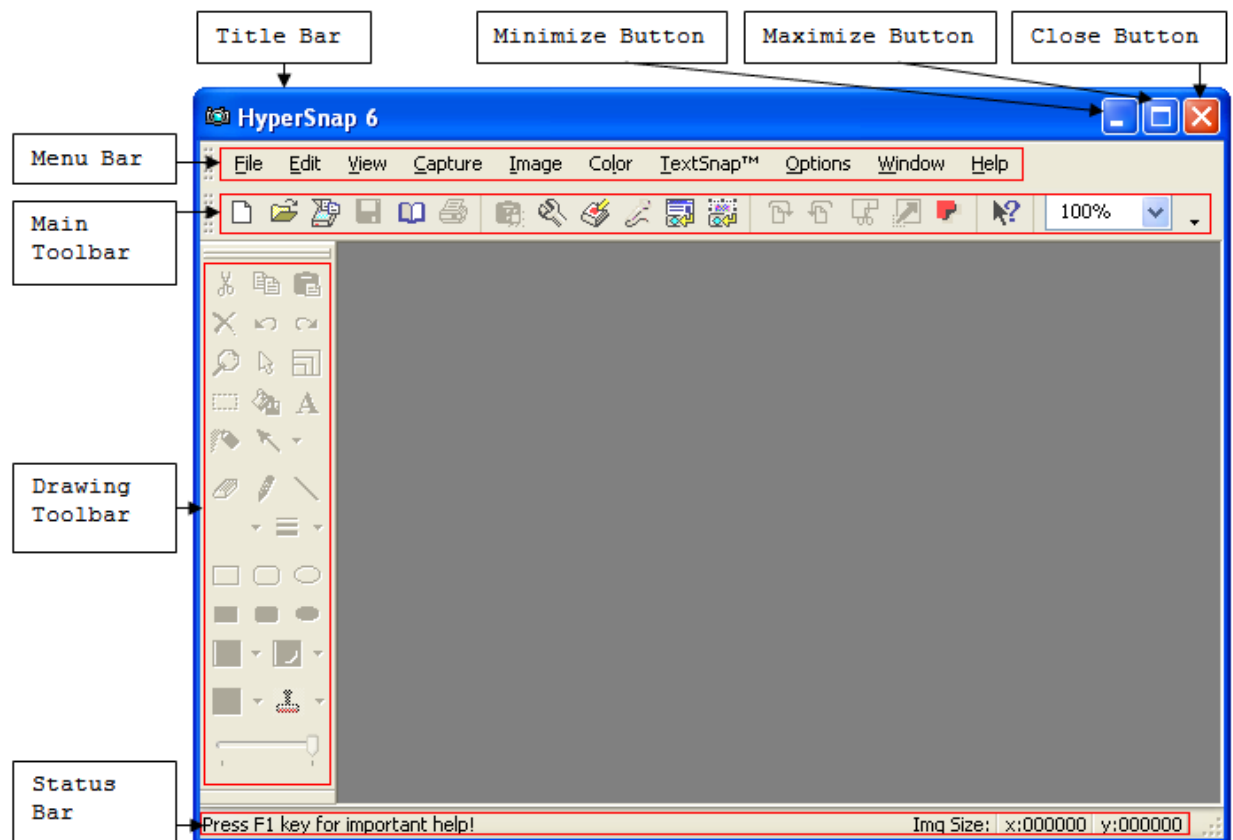 Title Bar
Minimize Button
Maximize Button
Close Button
HyperSnap 6
Menu Bar
File Edit View Capture Image Color TextSnap™ Options Window Help
Main
Toolbar
100%
Drawing
Toolbar
Status
Bar
Press F1 key for important help! Img Size: x:000000 y:000000